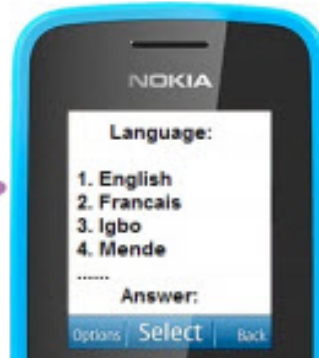 NOKIA
Language:
1. English
2. Francais
3. Igbo
4. Mende
......
Answer:
Options Select Back